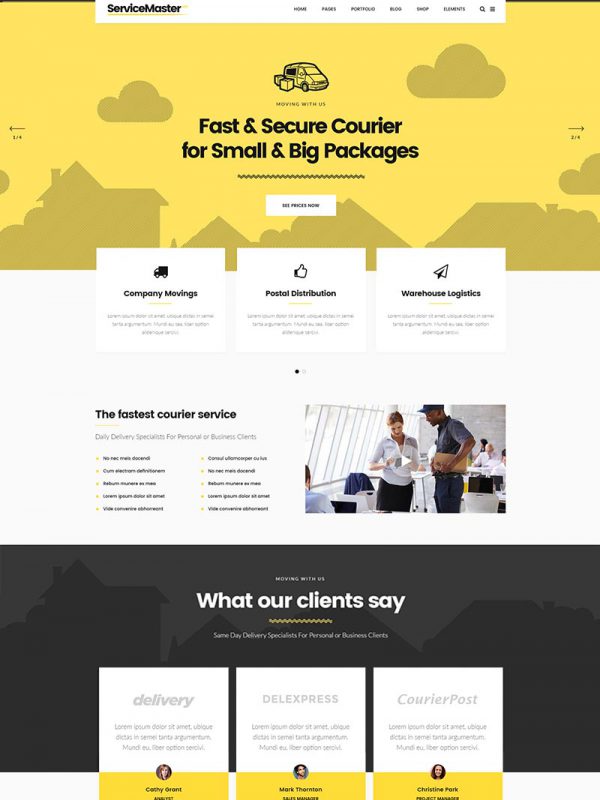 ServiceMaster
HOME PAGES PORTFOLIO BLOG SHOP ELEMENTS
MOVING WITH US
Fast & Secure Courier
for Small & Big Packages
1/4
2/4
SEE PRICES NOW
Company Movings
Lorem ipsum dolor sit amet, ubique dictas in semei
tanta argumentum. Mundi eu sea, liber option
adidenque sercivi.
Postal Distribution
Lorem ipsum dolor sit amet, ubique dictas in semei
tanta argumentum. Mundi eu, liber option
sercivi.
Warehouse Logistics
Lorem ipsum dolor sit amet, ubique dictas in semei
tanta argumentum. Mundi eu sea, liber option
adidenque sercivi.
The fastest courier service
Daily Delivery Specialists For Personal or Business Clients
No nec meis docendi
Cum electram definitionem
Rebum munere ex mea
Lorem ipsum dolor sit amet
Vide convenire abhorreant
Consul ullamcorper cu ius
No nec meis docendi
Rebum munere ex mea
Lorem ipsum dolor sit amet
Vide convenire abhorreant
MOVING WITH US
What our clients say
Same Day Delivery Specialists For Personal or Business Clients
delivery
Lorem ipsum dolor sit amet, ubique
dictas in semei tanta argumentum.
Mundi eu, liber option sercivi.
Cathy Grant
ANALYST
DELEXPRESS
Lorem ipsum dolor sit amet, ubique
dictas in semei tanta argumentum.
Mundi eu, liber option sercivi.
Mark Thornton
SALES MANAGER
CourierPost
Lorem ipsum dolor sit amet, ubique
dictas in semei tanta argumentum.
Mundi eu, liber option sercivi.
Christine Park
PROJECT MANAGER